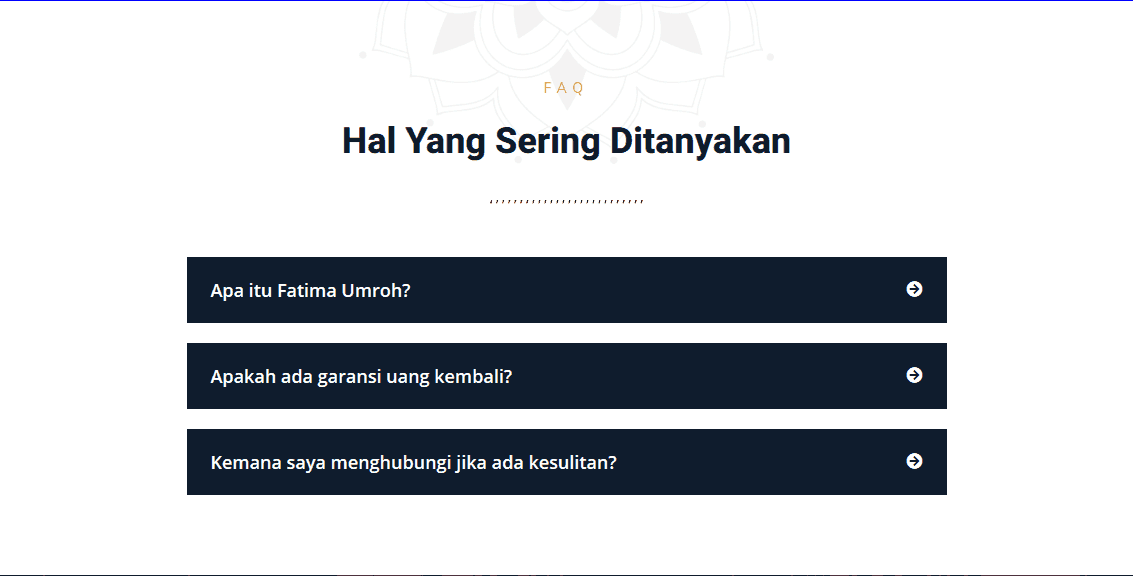 FAQ
Hal Yang Sering Ditanyakan
Apa itu Fatima Umroh?
Apakah ada garansi uang kembali?
Kemana saya menghubungi jika ada kesulitan?